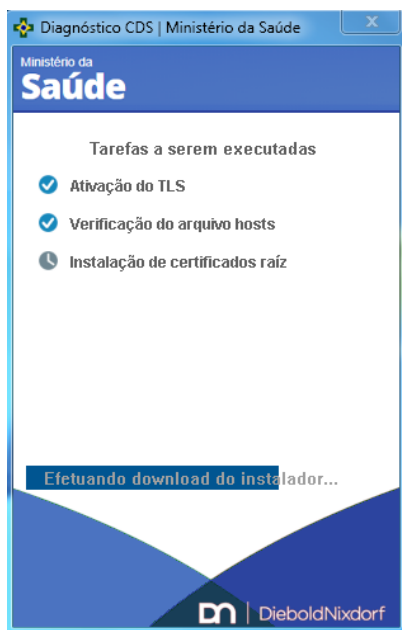 Diagnóstico CDS | Ministério da Saúde
x
Ministério da
Saúde
Tarefas a serem executadas
Ativação do TLS
Verificação do arquivo hosts
Instalação de certificados raíz
Efetuando download do instalador...
DN | DieboldNixdorf